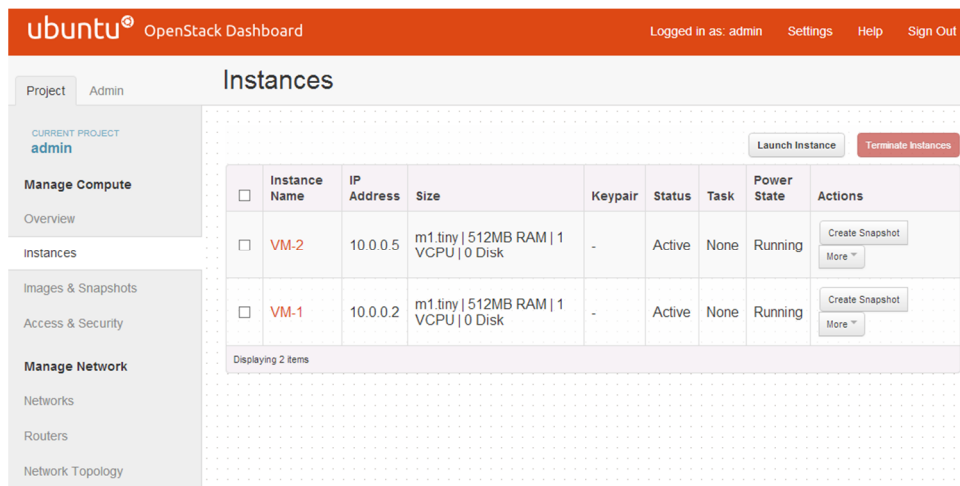 ubuntu OpenStack Dashboard
Logged in as: admin Settings Help Sign Out
Project Admin
Instances
CURRENT PROJECT
admin
Manage Compute
Overview
Instances
Images & Snapshots
Access & Security
Manage Network
Networks
Routers
Network Topology
Launch Instance Terminate Instances
Instance Name IP Address Size Keypair Status Task Power State Actions
VM-2 10.0.0.5 m1.tiny | 512MB RAM | 1 VCPU | 0 Disk - Active None Running Create Snapshot
More
VM-1 10.0.0.2 m1.tiny | 512MB RAM | 1 VCPU | 0 Disk - Active None Running Create Snapshot
More
Displaying 2 items